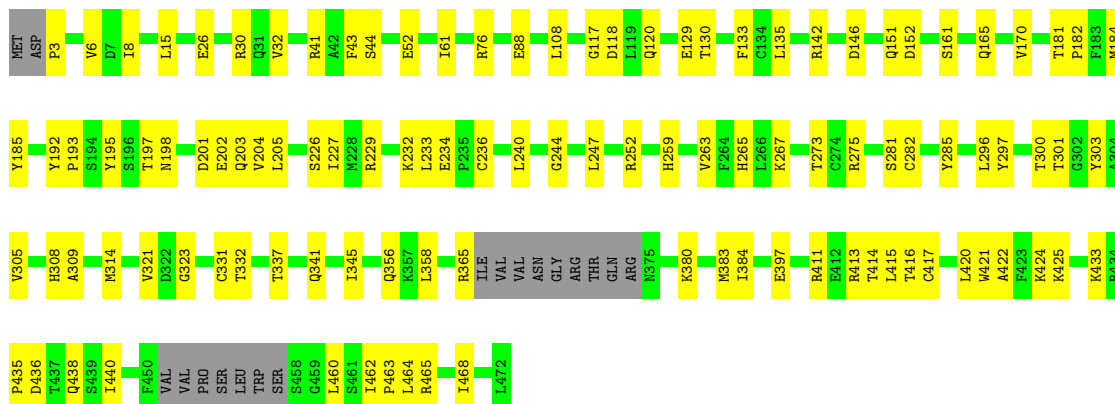 MET ASP P3 V6 D7 I8 L15 E26 R30 Q31 V32 R41 A42 F43 S44 E52 I61 R76 E88 L108 G117 D118 L119 Q120 E129 T130 F133 C134 L135 R142 D146 Q151 D152 S161 Q165 V170 T181 P182 F183 M184
Y185 Y192 P193 S194 Y195 S196 T197 N198 D201 E202 Q203 V204 L205 S226 I227 M228 R229 K232 L233 E234 P235 C236 L240 G244 L247 R252 H259 V263 F264 H265 L266 K267 T273 C274 R275 S281 C282 Y285 L296 Y297 T300 T301 G302 Y303 A304
V305 H308 A309 M314 V321 D322 G323 C331 T332 T337 Q341 I345 Q356 K357 L358 R365 ILE VAL VAL ASN GLY ARG THR GLN ARG N375 K380 M383 I384 E397 R411 E412 R413 T414 L415 T416 C417 L420 W421 A422 F423 K424 K425 K433 R434
P435 D436 T437 Q438 S439 I440 F450 VAL VAL PRO SER LEU TRP SER S458 G459 L460 S461 I462 P463 L464 R465 I468 L472